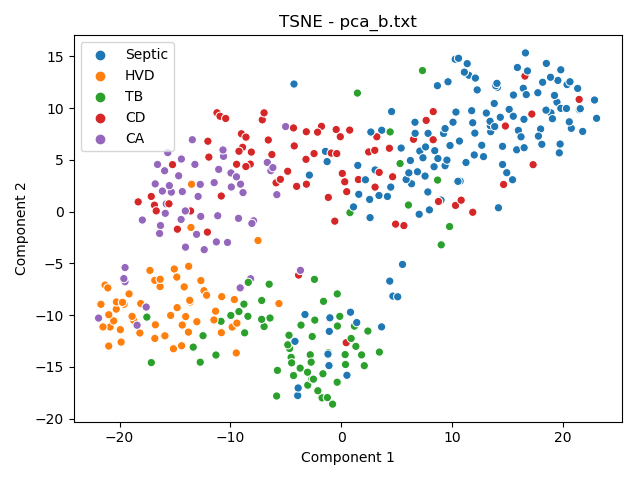 TSNE - pca_b.txt
Septic
HVD
TB
CD
CA
15
10
5
0
−5
−10
−15
−20
Component 2
−20 −10 0 10 20
Component 1